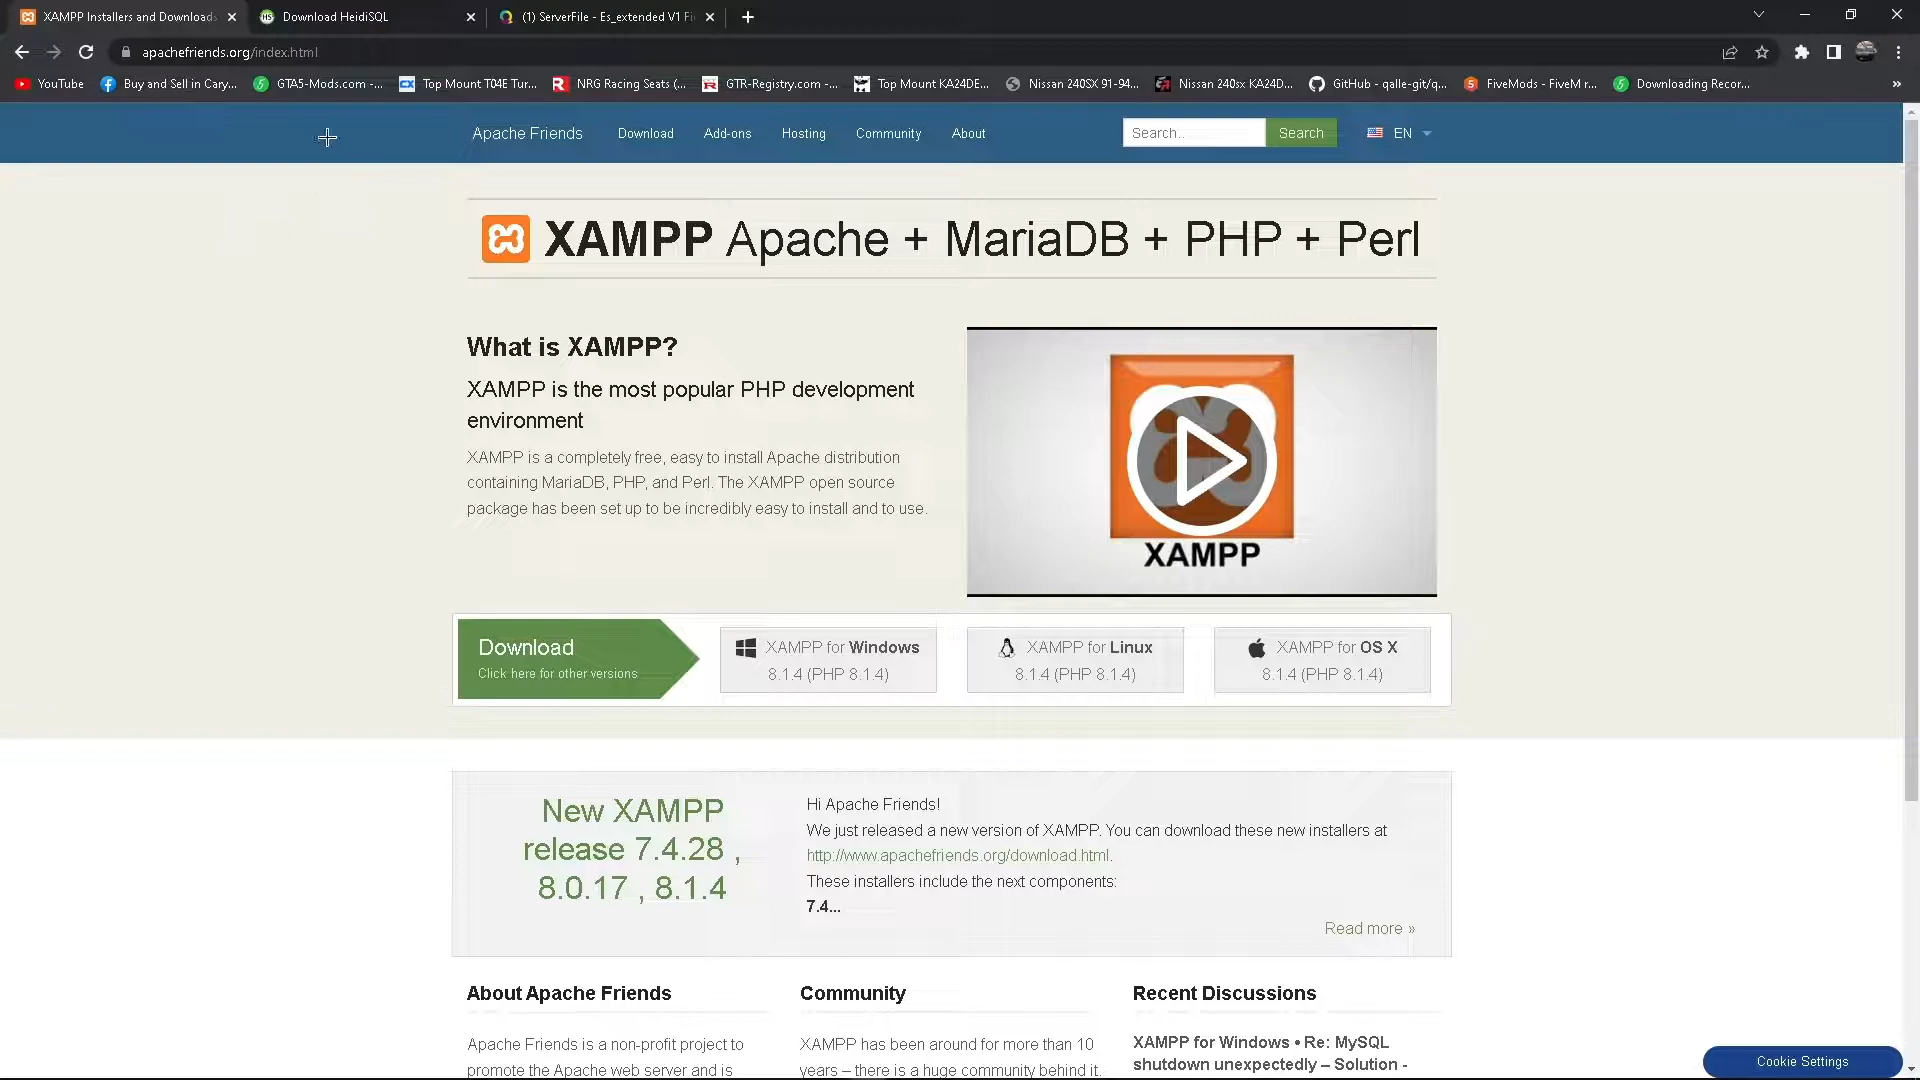 XAMPP Installers and Downloads
Download HeidiSQL
(1) ServerFile - Es_extended V1 Fi
apachefriends.org/index.html
YouTube
Buy and Sell in Cary...
GTA5-Mods.com -...
Top Mount T04E Tur...
NRG Racing Seats (...
GTR-Registry.com -...
Top Mount KA24DE...
Nissan 240SX 91-94...
Nissan 240sx KA24D...
GitHub - qalle-git/q...
FiveMods - FiveM r...
Downloading Recor...
»
Apache Friends
Download
Add-ons
Hosting
Community
About
Search...
Search
EN
XAMPP Apache + MariaDB + PHP + Perl
What is XAMPP?
XAMPP is the most popular PHP development
environment
XAMPP is a completely free, easy to install Apache distribution
containing MariaDB, PHP, and Perl. The XAMPP open source
package has been set up to be incredibly easy to install and to use.
XAMPP
Download
Click here for other versions
XAMPP for Windows
8.1.4 (PHP 8.1.4)
XAMPP for Linux
8.1.4 (PHP 8.1.4)
XAMPP for OS X
8.1.4 (PHP 8.1.4)
New XAMPP
release 7.4.28 ,
8.0.17 , 8.1.4
Hi Apache Friends!
We just released a new version of XAMPP. You can download these new installers at
http://www.apachefriends.org/download.html.
These installers include the next components:
7.4...
Read more »
About Apache Friends
Apache Friends is a non-profit project to
promote the Apache web server and is
Community
XAMPP has been around for more than 10
years – there is a huge community behind it.
Recent Discussions
XAMPP for Windows • Re: MySQL
shutdown unexpectedly – Solution -
Cookie Settings